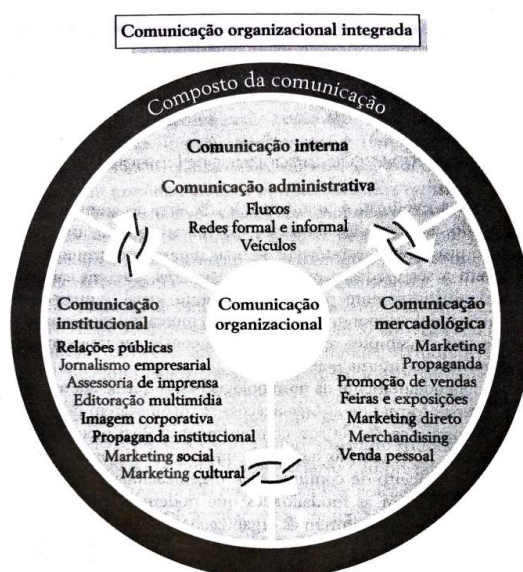 Comunicação organizacional integrada
Composto da comunicação
Comunicação interna
Comunicação administrativa
Fluxos
Redes formal e informal
Veículos
Comunicação
organizacional
Comunicação
institucional
Relações públicas
Jornalismo empresarial
Assessoria de imprensa
Editoração multimídia
Imagem corporativa
Propaganda institucional
Marketing social
Marketing cultural
Comunicação
mercadológica
Marketing
Propaganda
Promoção de vendas
Feiras e exposições
Marketing direto
Merchandising
Venda pessoal